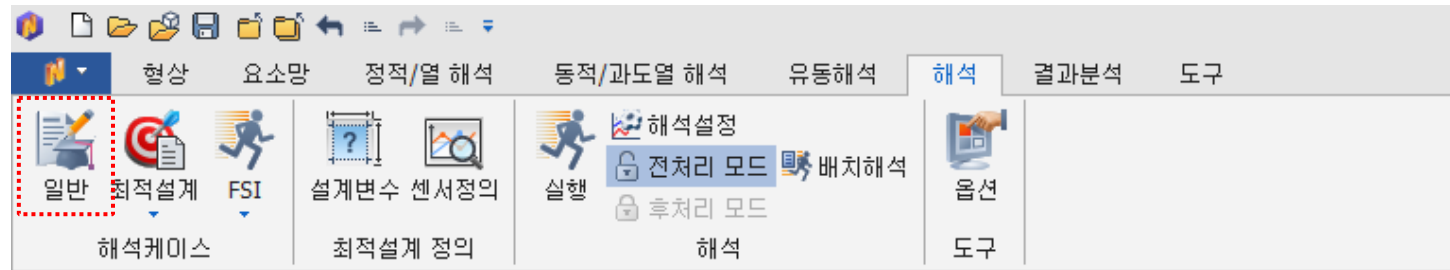 형상 요소망 정적/열 해석 동적/과도열 해석 유동해석 해석 결과분석 도구
일반 최적설계 FSI
해석케이스
? 설계변수 센서정의
최적설계 정의
실행 해석설정
전처리 모드 배치해석
후처리 모드
해석
옵션
도구